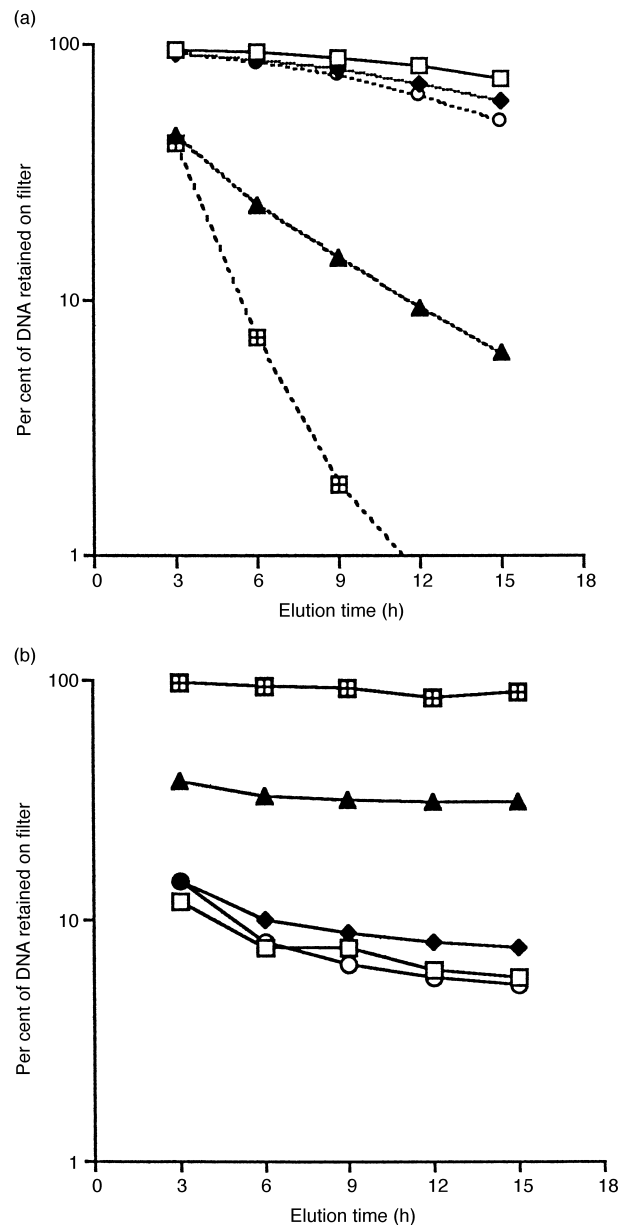 (a)
100
10
1
Per cent of DNA retained on filter
0 3 6 9 12 15 18
Elution time (h)
(b)
100
10
1
Per cent of DNA retained on filter
0 3 6 9 12 15 18
Elution time (h)